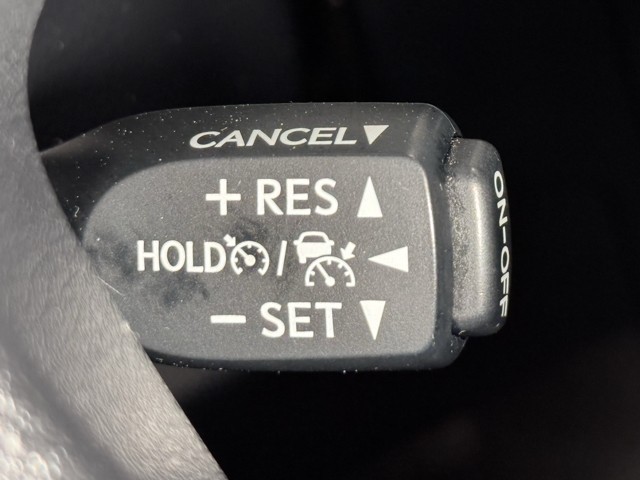 CANCEL▼
+ RES ▲
HOLD / ◀
- SET ▼
ON-OFF